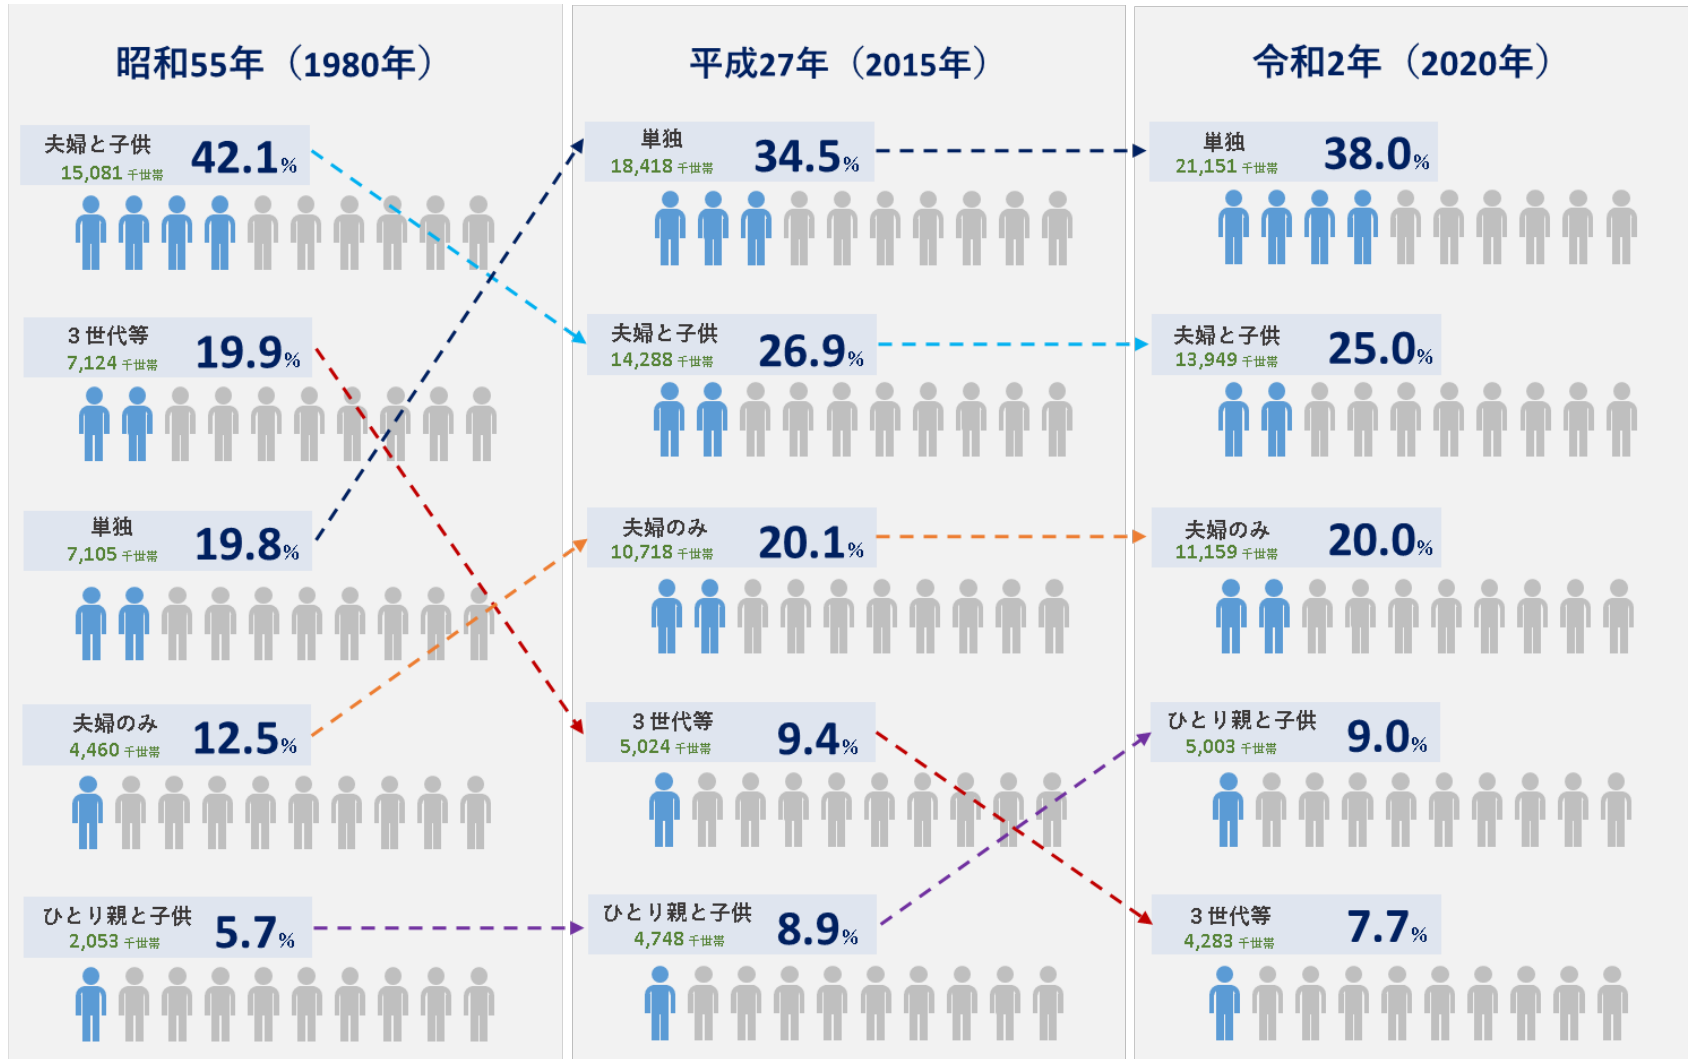 昭和55年（1980年）
夫婦と子供
15,081 千世帯
42.1%
３世代等
7,124 千世帯
19.9%
単独
7,105 千世帯
19.8%
夫婦のみ
4,460 千世帯
12.5%
ひとり親と子供
2,053 千世帯
5.7%
平成27年（2015年）
単独
18,418 千世帯
34.5%
夫婦と子供
14,288 千世帯
26.9%
夫婦のみ
10,718 千世帯
20.1%
３世代等
5,024 千世帯
9.4%
ひとり親と子供
4,748 千世帯
8.9%
令和2年（2020年）
単独
21,151 千世帯
38.0%
夫婦と子供
13,949 千世帯
25.0%
夫婦のみ
11,159 千世帯
20.0%
ひとり親と子供
5,003 千世帯
9.0%
３世代等
4,283 千世帯
7.7%